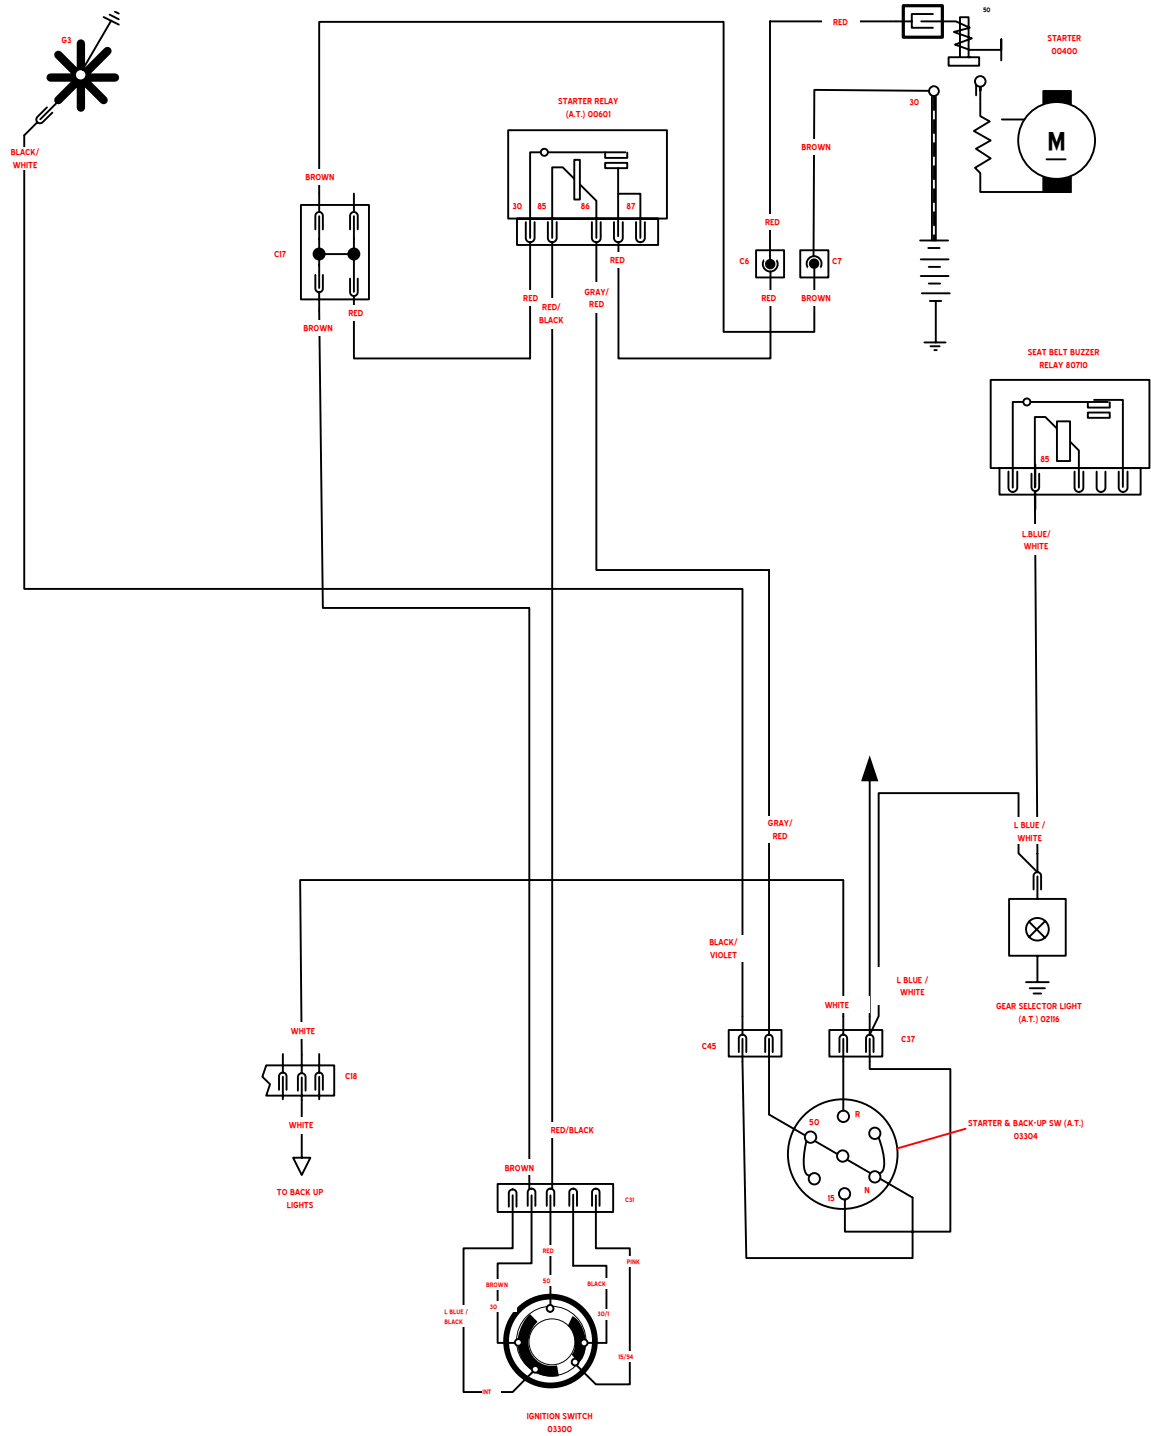 50
G3
RED
STARTER
00400
STARTER RELAY
(A.T.) 00601
30
M
BROWN
BLACK/
WHITE
BROWN
30
85
86
87
RED
C17
RED
C6
C7
RED
RED/
BLACK
GRAY/
RED
RED
BROWN
BROWN
RED
SEAT BELT BUZZER
RELAY 80710
85
L.BLUE/
WHITE
GRAY/
RED
L BLUE /
WHITE
BLACK/
VIOLET
L BLUE /
WHITE
WHITE
GEAR SELECTOR LIGHT
(A.T.) 02116
WHITE
C45
C37
C18
WHITE
RED/BLACK
50
R
STARTER & BACK-UP SW (A.T.)
03304
BROWN
TO BACK UP
LIGHTS
N
15
C31
RED
PINK
BROWN
50
BLACK
30
L BLUE /
BLACK
30/1
15/54
INT
IGNITION SWITCH
03300